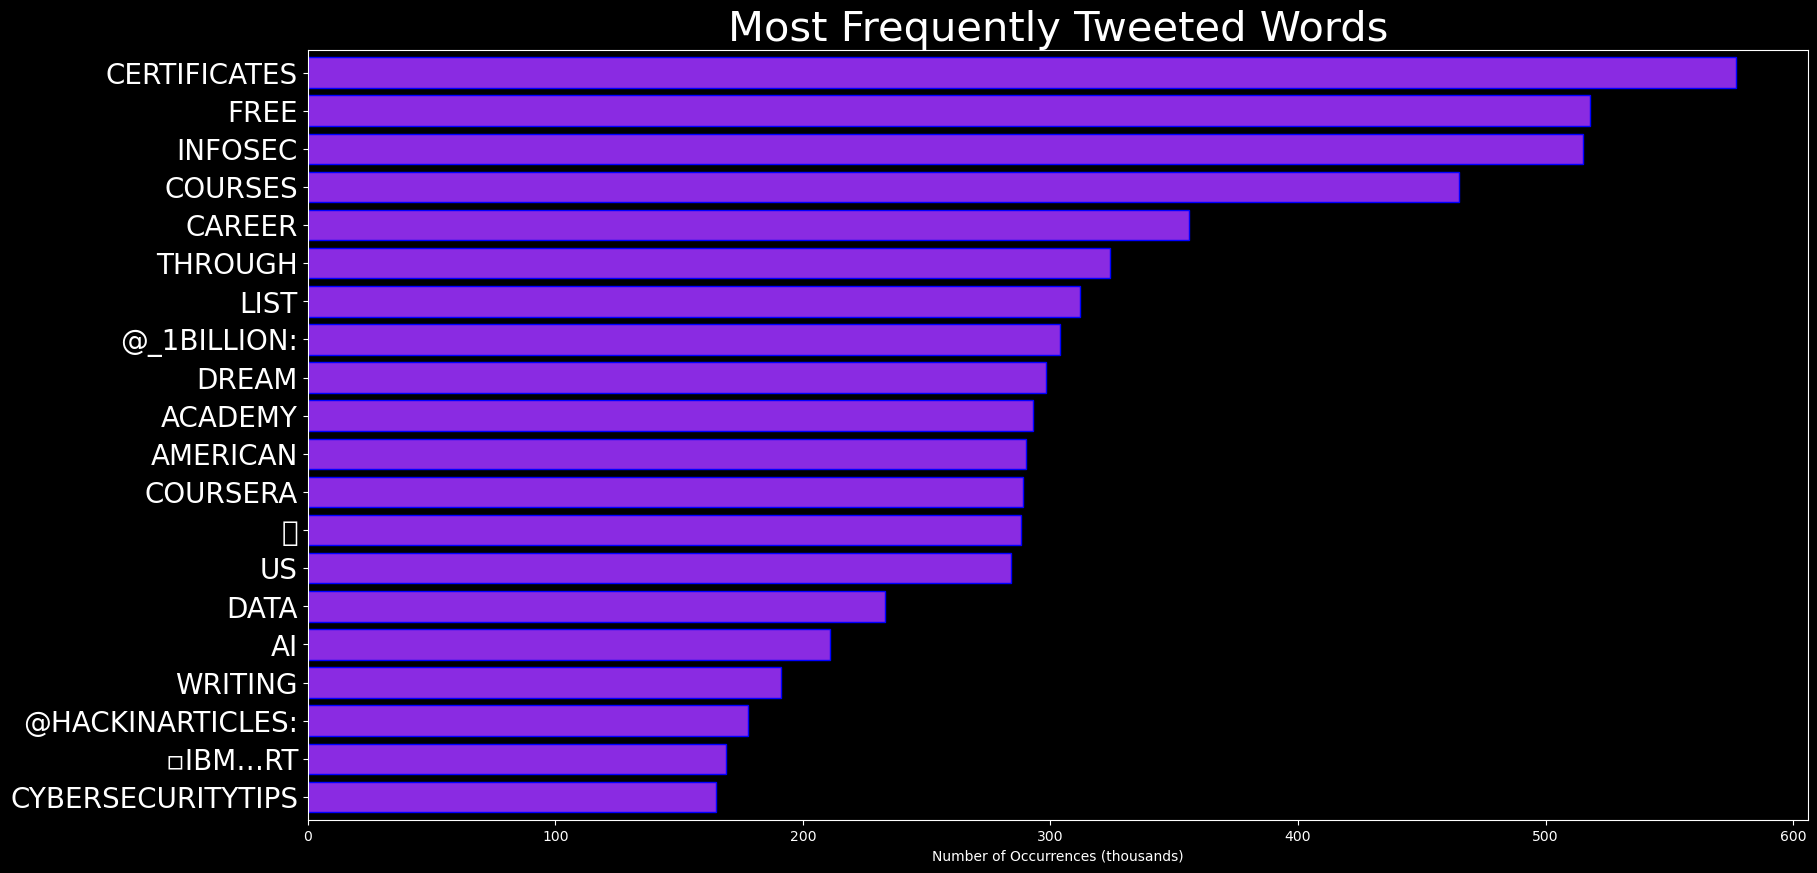 Most Frequently Tweeted Words
CERTIFICATES
FREE
INFOSEC
COURSES
CAREER
THROUGH
LIST
@_1BILLION:
DREAM
ACADEMY
AMERICAN
COURSERA
▯
US
DATA
AI
WRITING
@HACKINARTICLES:
▫IBM…RT
CYBERSECURITYTIPS
0 100 200 300 400 500 600
Number of Occurrences (thousands)